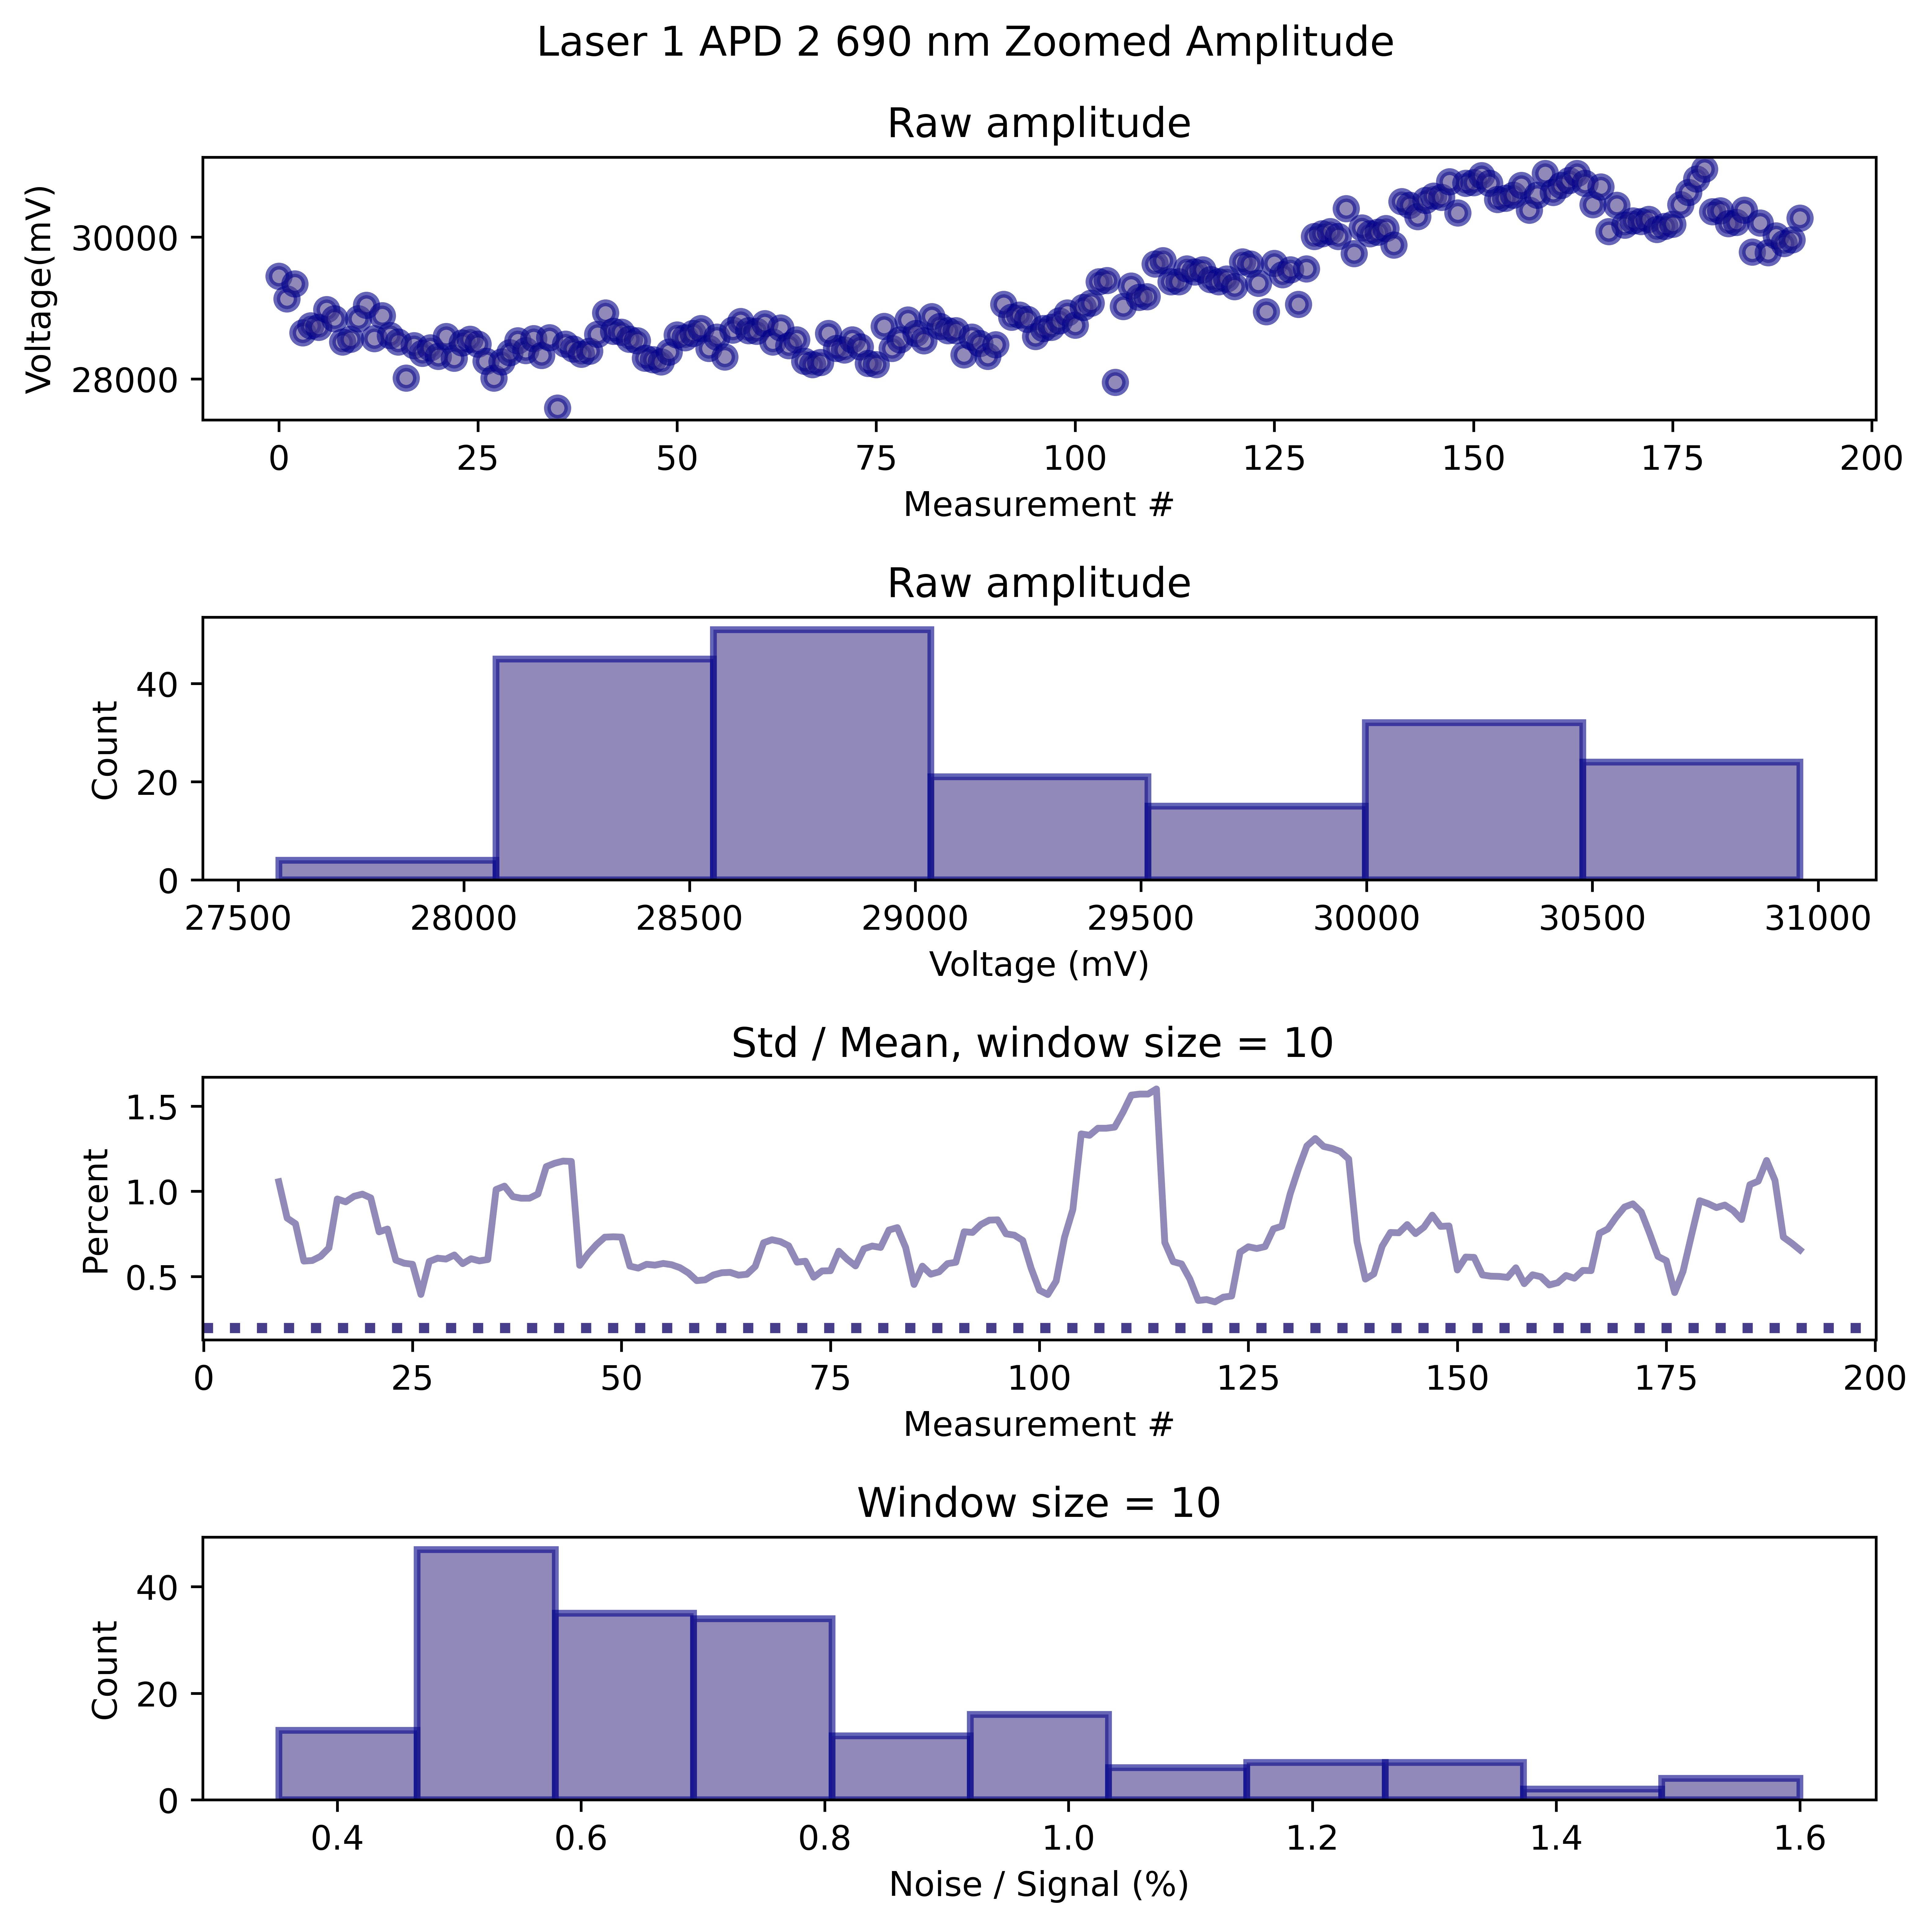 Laser 1 APD 2 690 nm Zoomed Amplitude
Raw amplitude
Voltage(mV)
30000
28000
0 25 50 75 100 125 150 175 200
Measurement #
Raw amplitude
Count
40
20
0
27500 28000 28500 29000 29500 30000 30500 31000
Voltage (mV)
Std / Mean, window size = 10
Percent
1.5
1.0
0.5
0 25 50 75 100 125 150 175 200
Measurement #
Window size = 10
Count
40
20
0
0.4 0.6 0.8 1.0 1.2 1.4 1.6
Noise / Signal (%)